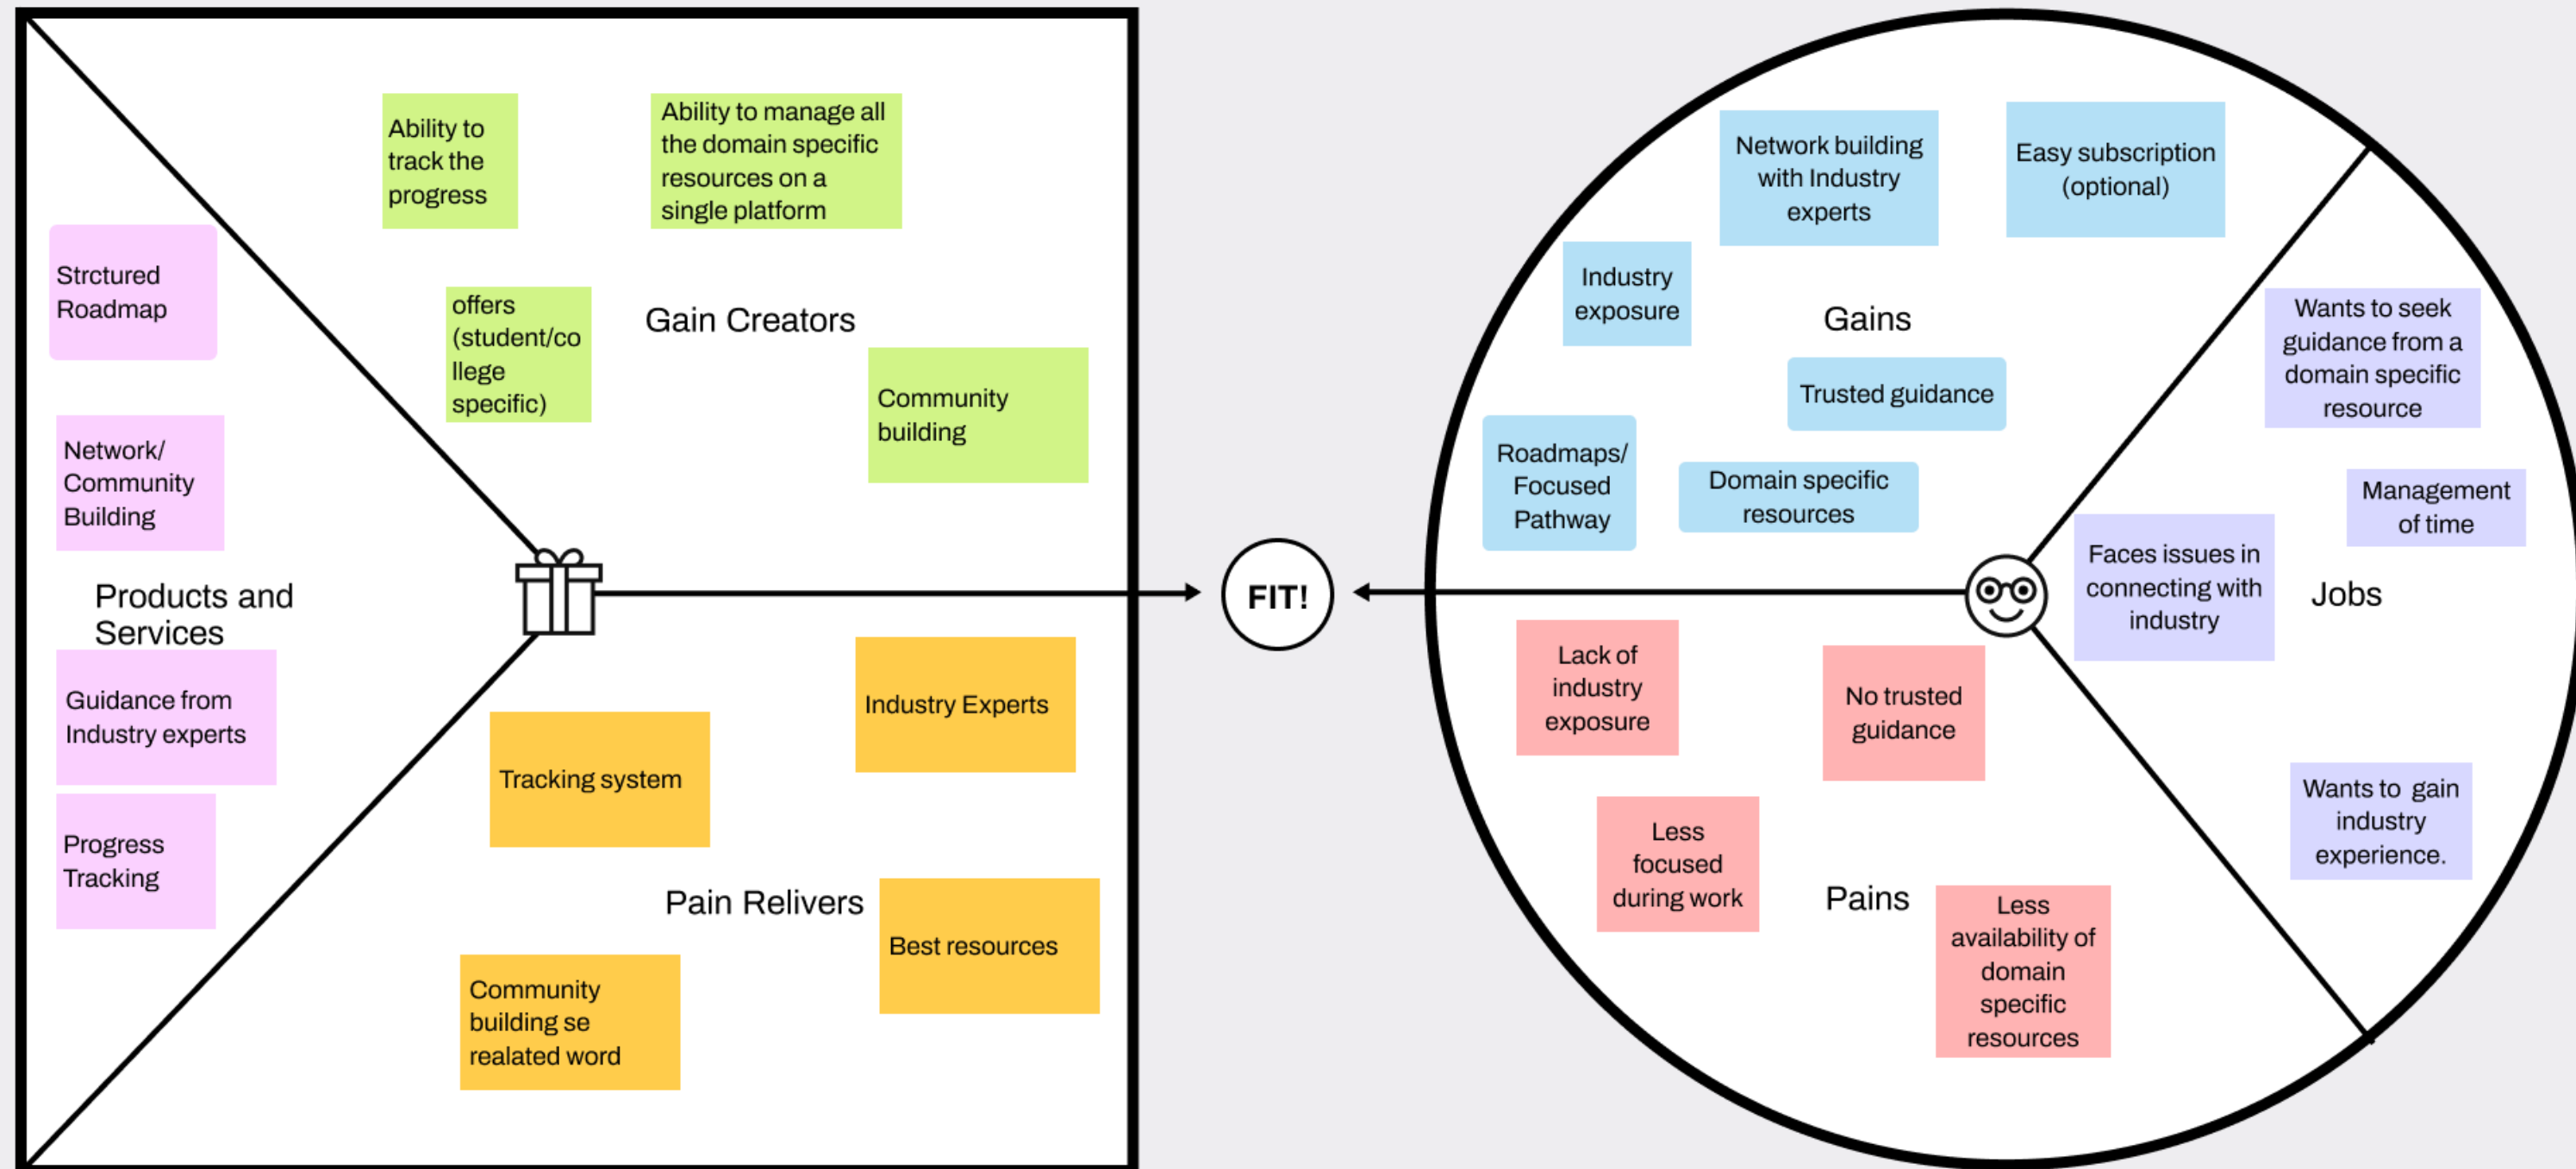 Ability to
track the
progress
Ability to manage all
the domain specific
resources on a
single platform
Strctured
Roadmap
offers
(student/co
llege
specific)
Gain Creators
Community
building
Network/
Community
Building
Products and
Services
Guidance from
Industry experts
Progress
Tracking
Industry Experts
Tracking system
Pain Relivers
Best resources
Community
building se
realated word
FIT!
Network building
with Industry
experts
Easy subscription
(optional)
Industry
exposure
Gains
Trusted guidance
Roadmaps/
Focused
Pathway
Domain specific
resources
Wants to seek
guidance from a
domain specific
resource
Management
of time
Faces issues in
connecting with
industry
Jobs
Wants to  gain
industry
experience.
Lack of
industry
exposure
No trusted
guidance
Less
focused
during work
Pains
Less
availability of
domain
specific
resources